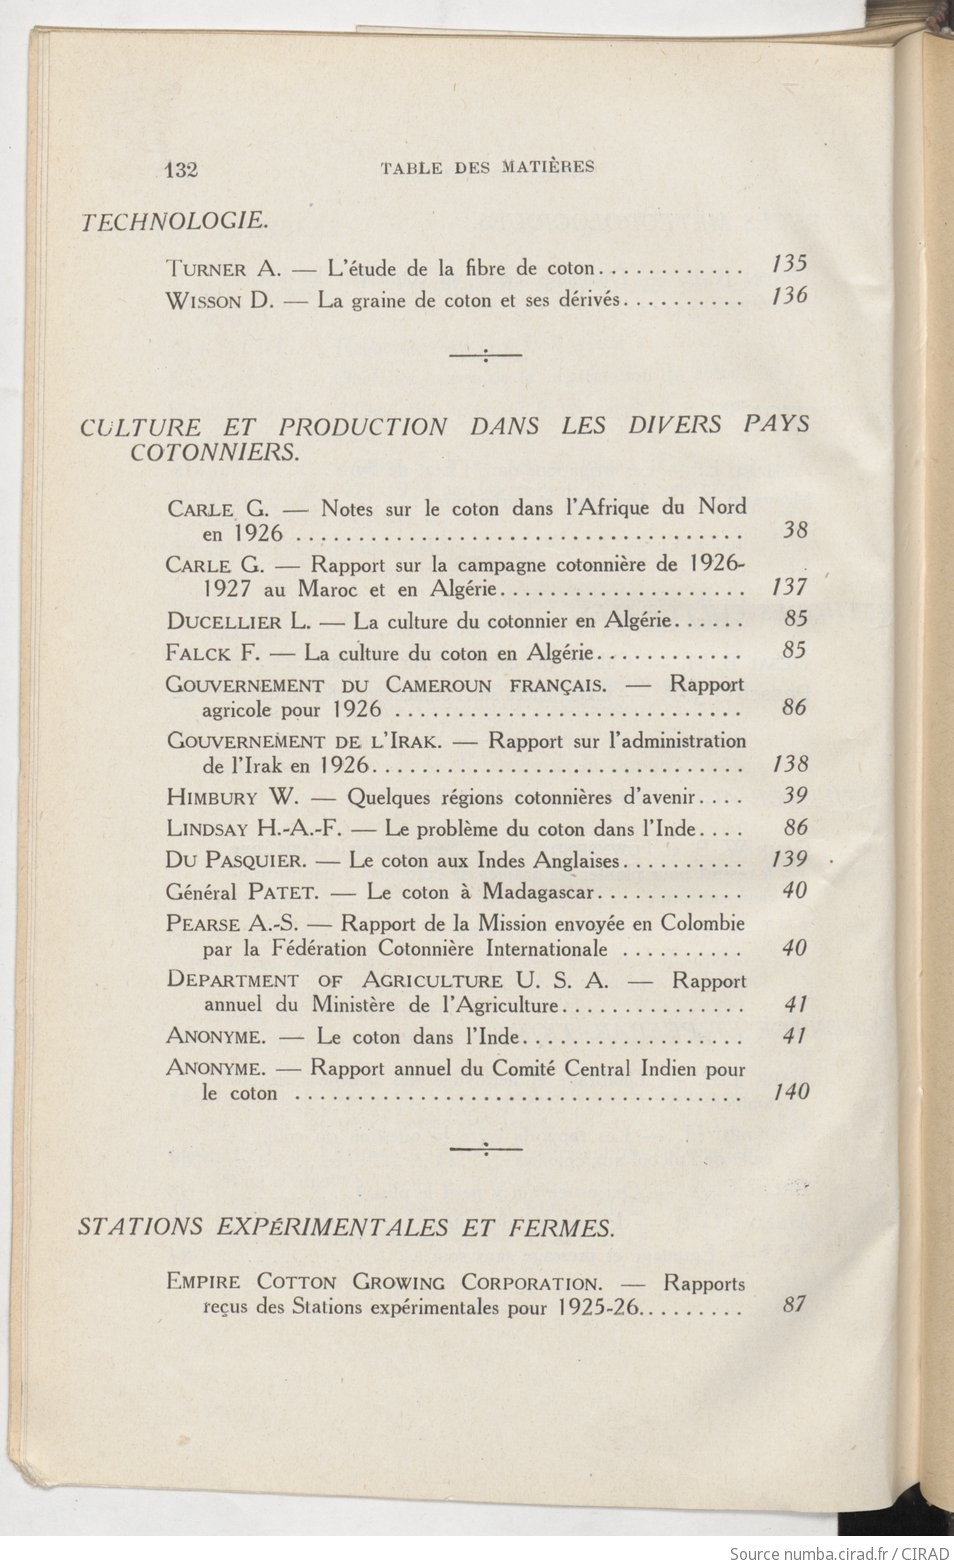 132 TABLE DES MATIÈRES
TECHNOLOGIE.
TURNER A. — L'étude de la fibre de coton............ 135
WISSON D. — La graine de coton et ses dérivés.......... 136
CULTURE ET PRODUCTION DANS LES DIVERS PAYS
COTONNIERS.
CARLE G. — Notes sur le coton dans l'Afrique du Nord
en 1926 .................................... 38
CARLE G. — Rapport sur la campagne cotonnière de 1926-
1927 au Maroc et en Algérie.................... 137
DUCELLIER L. — La culture du cotonnier en Algérie...... 85
FALCK F. — La culture du coton en Algérie............ 85
GOUVERNEMENT DU CAMEROUN FRANÇAIS. — Rapport
agricole pour 1926 ............................ 86
GOUVERNEMENT DE L'IRAK. — Rapport sur l'administration
de l'Irak en 1926.............................. 138
HIMBURY W. — Quelques régions cotonnières d'avenir.... 39
LINDSAY H.-A.-F. — Le problème du coton dans l'Inde.... 86
DU PASQUIER. — Le coton aux Indes Anglaises.......... 139
Général PATET. — Le coton à Madagascar............ 40
PEARSE A.-S. — Rapport de la Mission envoyée en Colombie
par la Fédération Cotonnière Internationale .......... 40
DEPARTMENT OF AGRICULTURE U. S. A. — Rapport
annuel du Ministère de l'Agriculture............... 41
ANONYME. — Le coton dans l'Inde.................. 41
ANONYME. — Rapport annuel du Comité Central Indien pour
le coton .................................... 140
STATIONS EXPÉRIMENTALES ET FERMES.
EMPIRE COTTON GROWING CORPORATION. — Rapports
reçus des Stations expérimentales pour 1925-26......... 87
Source numba.cirad.fr / CIRAD